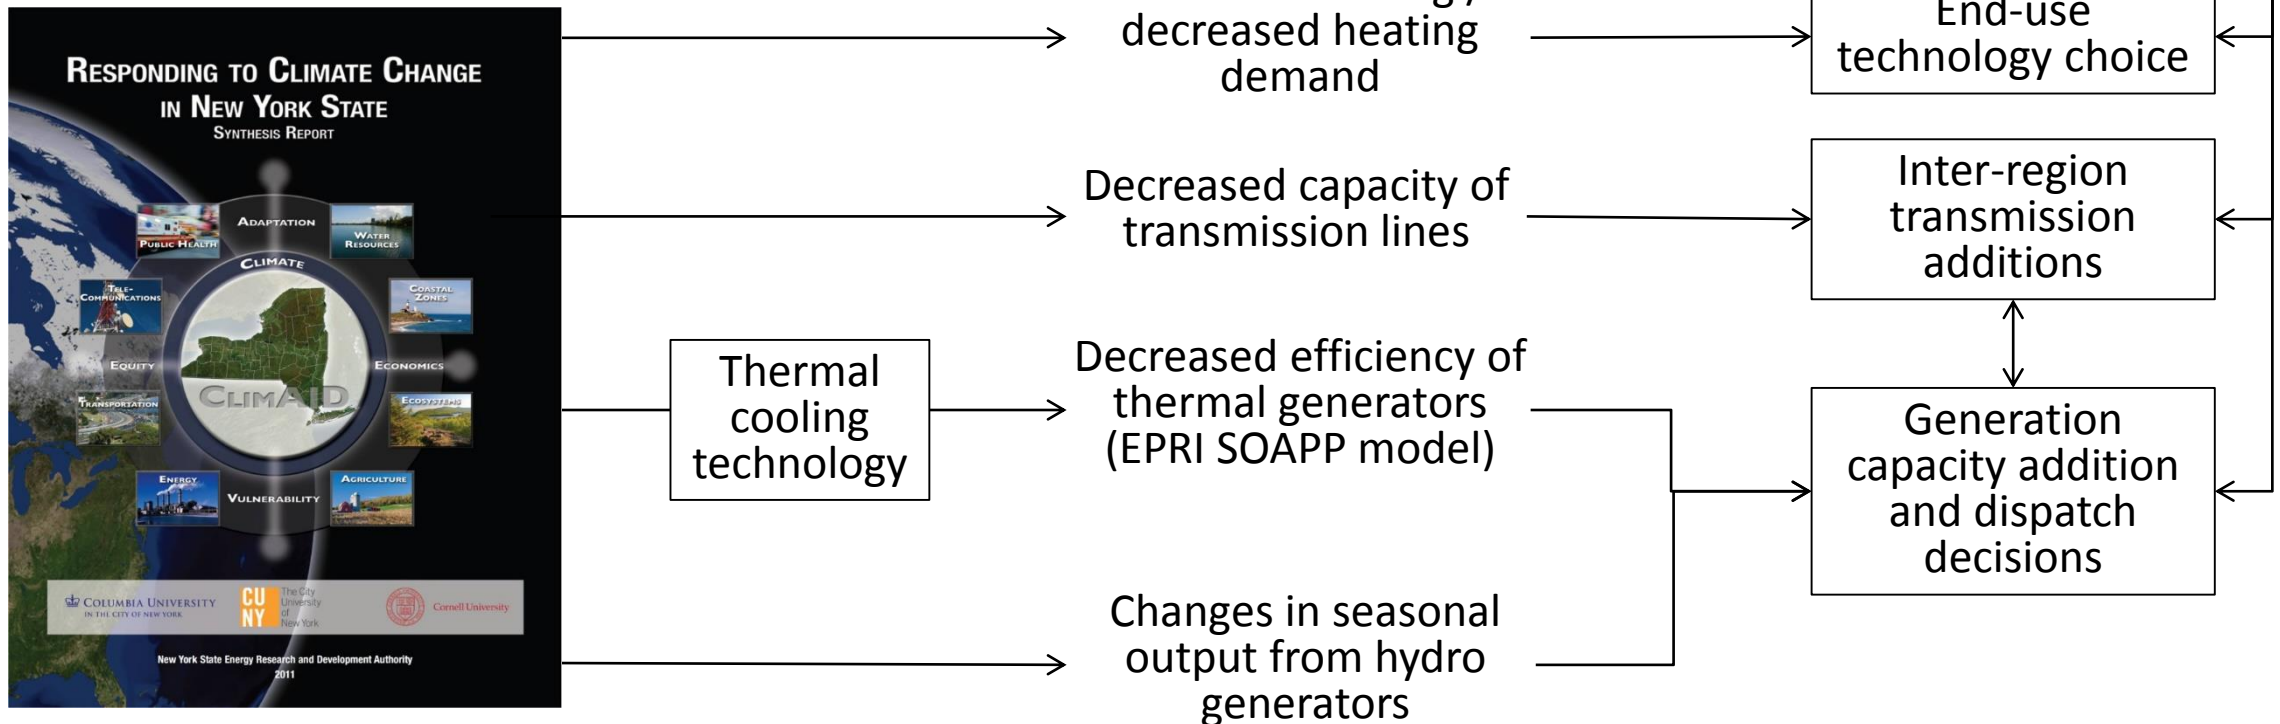 RESPONDING TO CLIMATE CHANGE
IN NEW YORK STATE
SYNTHESIS REPORT
ADAPTATION
PUBLIC HEALTH
WATER
RESOURCES
CLIMATE
TELE-
COMMUNICATIONS
COASTAL
ZONES
EQUITY
ECONOMICS
CLIMAID
TRANSPORTATION
ECOSYSTEMS
ENERGY
VULNERABILITY
AGRICULTURE
COLUMBIA UNIVERSITY
IN THE CITY OF NEW YORK
CU
NY
The City
University
of
New York
Cornell University
New York State Energy Research and Development Authority
2011
Thermal
cooling
technology
decreased heating
demand
Decreased capacity of
transmission lines
Decreased efficiency of
thermal generators
(EPRI SOAPP model)
Changes in seasonal
output from hydro
generators
End-use
technology choice
Inter-region
transmission
additions
Generation
capacity addition
and dispatch
decisions